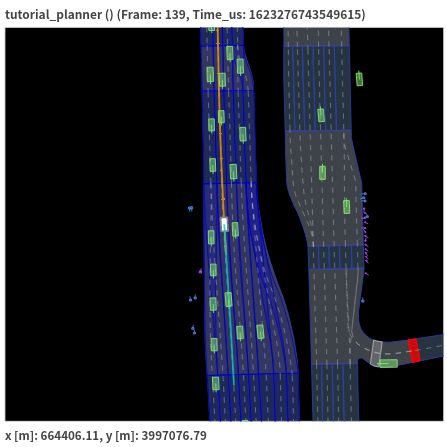 tutorial_planner () (Frame: 139, Time_us: 1623276743549615)
x [m]: 664406.11, y [m]: 3997076.79